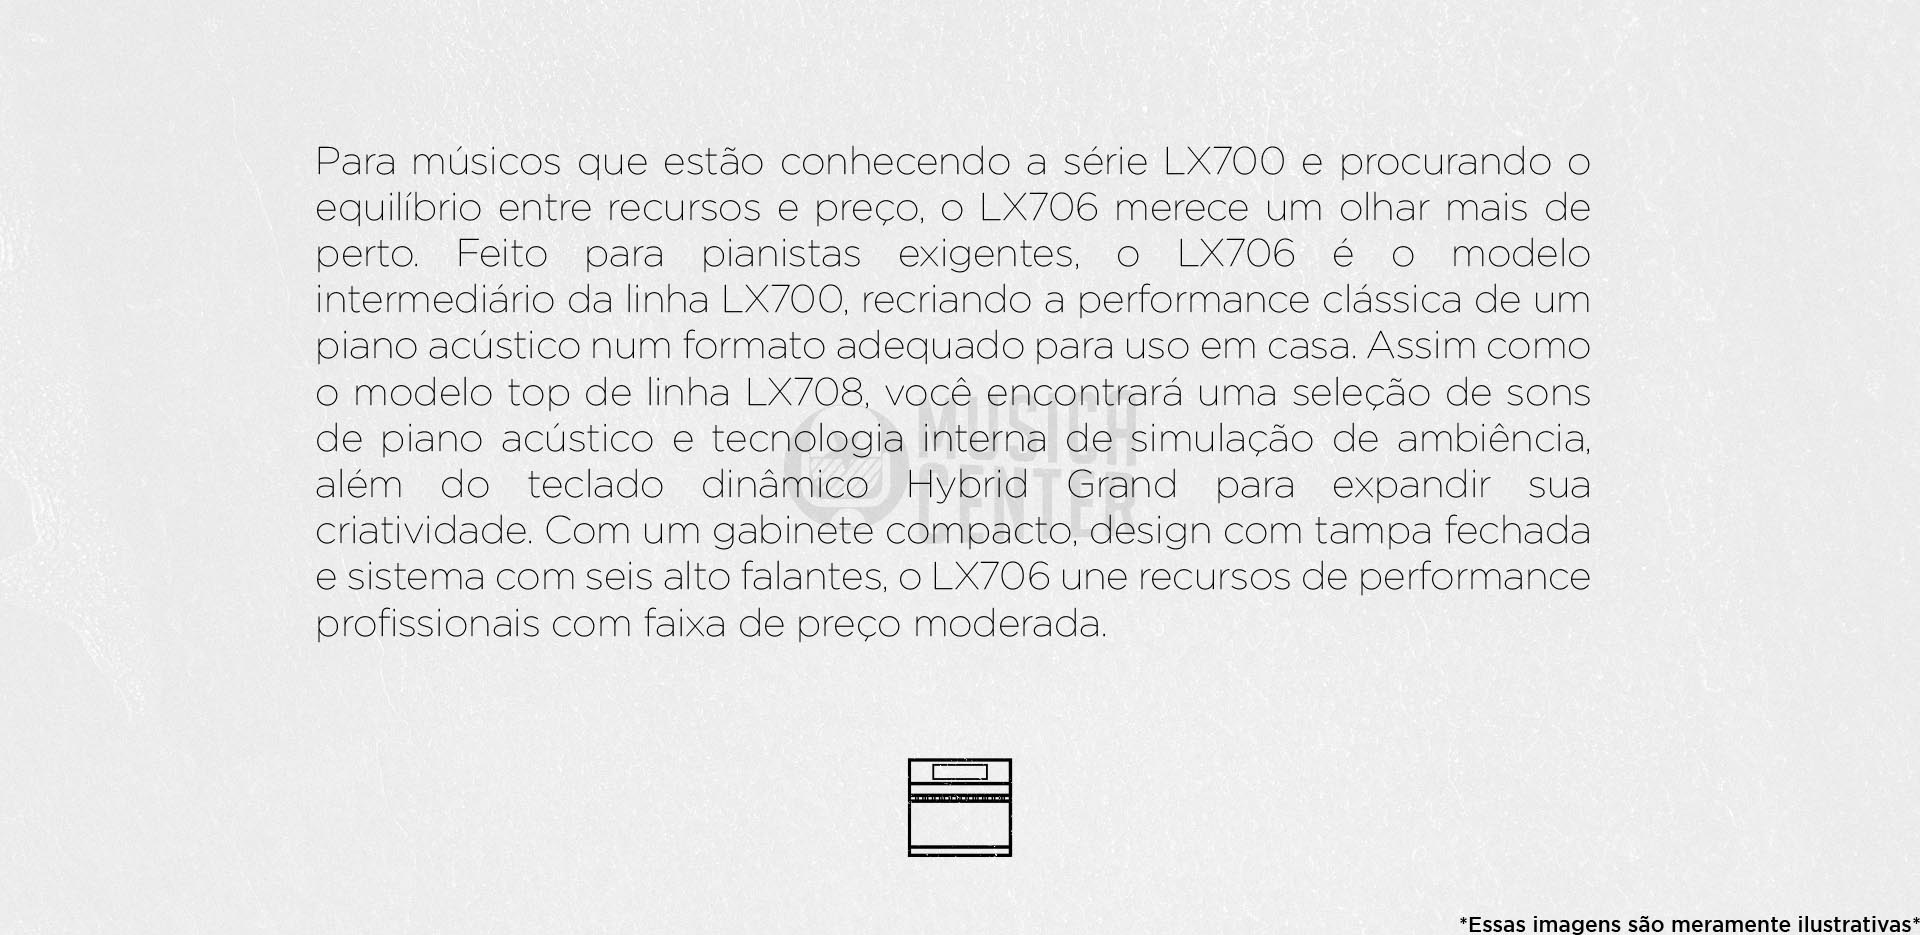 Para músicos que estão conhecendo a série LX700 e procurando o
equilíbrio entre recursos e preço, o LX706 merece um olhar mais de
perto. Feito para pianistas exigentes, o LX706 é o modelo
intermediário da linha LX700, recriando a performance clássica de um
piano acústico num formato adequado para uso em casa. Assim como
o modelo top de linha LX708, você encontrará uma seleção de sons
de piano acústico e tecnologia interna de simulação de ambiência,
além do teclado dinâmico Hybrid Grand para expandir sua
criatividade. Com um gabinete compacto, design com tampa fechada
e sistema com seis alto falantes, o LX706 une recursos de performance
profissionais com faixa de preço moderada.
MUSICA
CENTER
*Essas imagens são meramente ilustrativas*